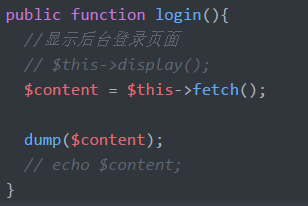 public function login(){
//显示后台登录页面
// $this->display();
$content = $this->fetch();
dump($content);
// echo $content;
}